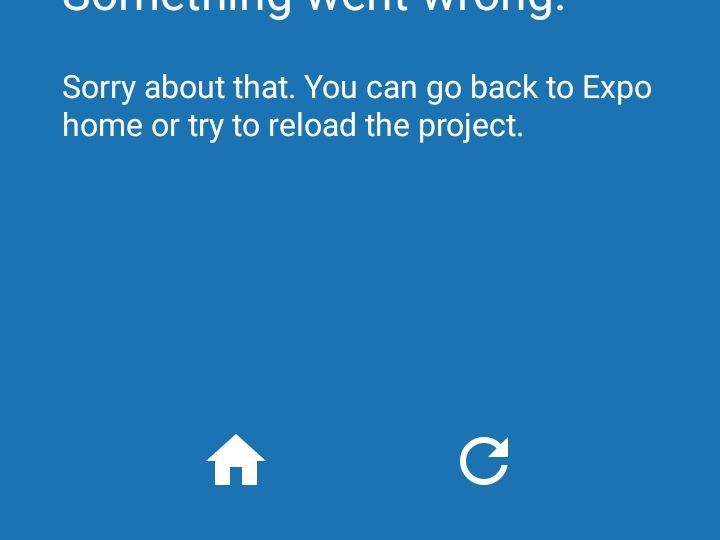 Something went wrong.
Sorry about that. You can go back to Expo
home or try to reload the project.